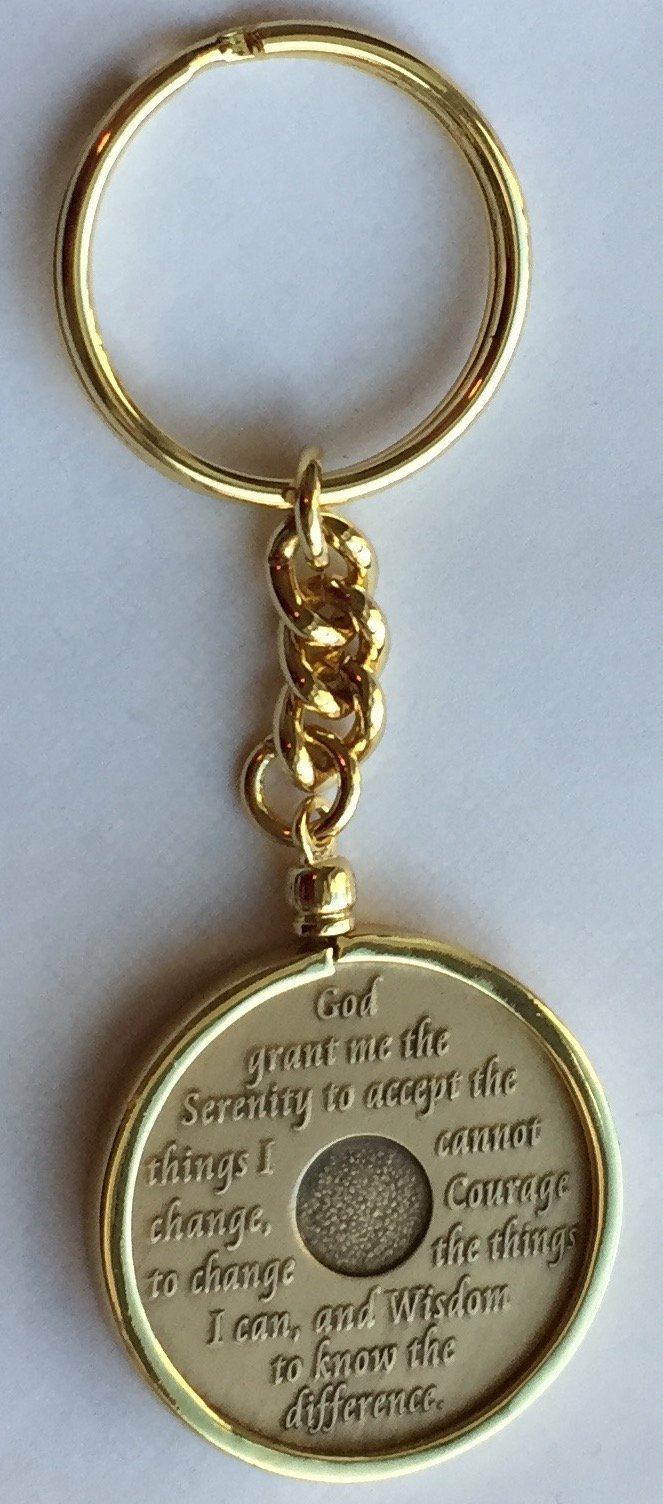 God
grant me the
Serenity to accept the
things I cannot
change, Courage
to change the things
I can, and Wisdom
to know the
difference.